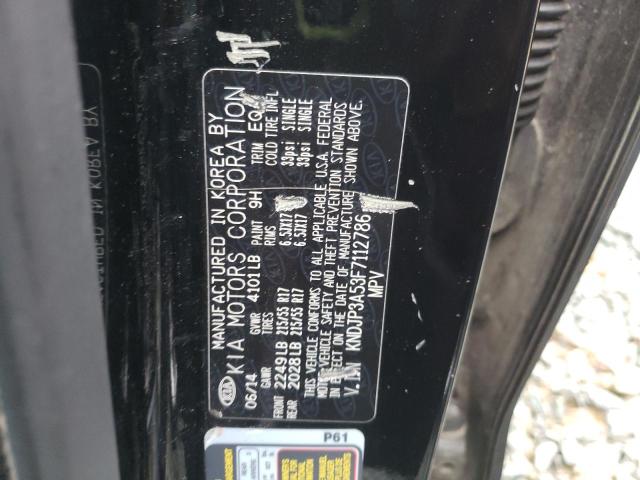 MANUFACTURED IN KOREA BY
KIA MOTORS CORPORATION
KIA
06/14 GVWR 4101LB PAINT 9H TRIM
GAWR TIRES RIMS COLD TIRE INFL
FRONT 2249LB 215/55 R17 6.5JX17 33psi SINGLE
REAR 2028LB 215/55 R17 6.5JX17 33psi SINGLE
THIS VEHICLE CONFORMS TO ALL APPLICABLE U.S.A. FEDERAL
MOTOR VEHICLE SAFETY AND THEFT PREVENTION STANDARDS
IN EFFECT ON THE DATE OF MANUFACTURE SHOWN ABOVE.
KNDJP3A53F7112786
MPV
P61